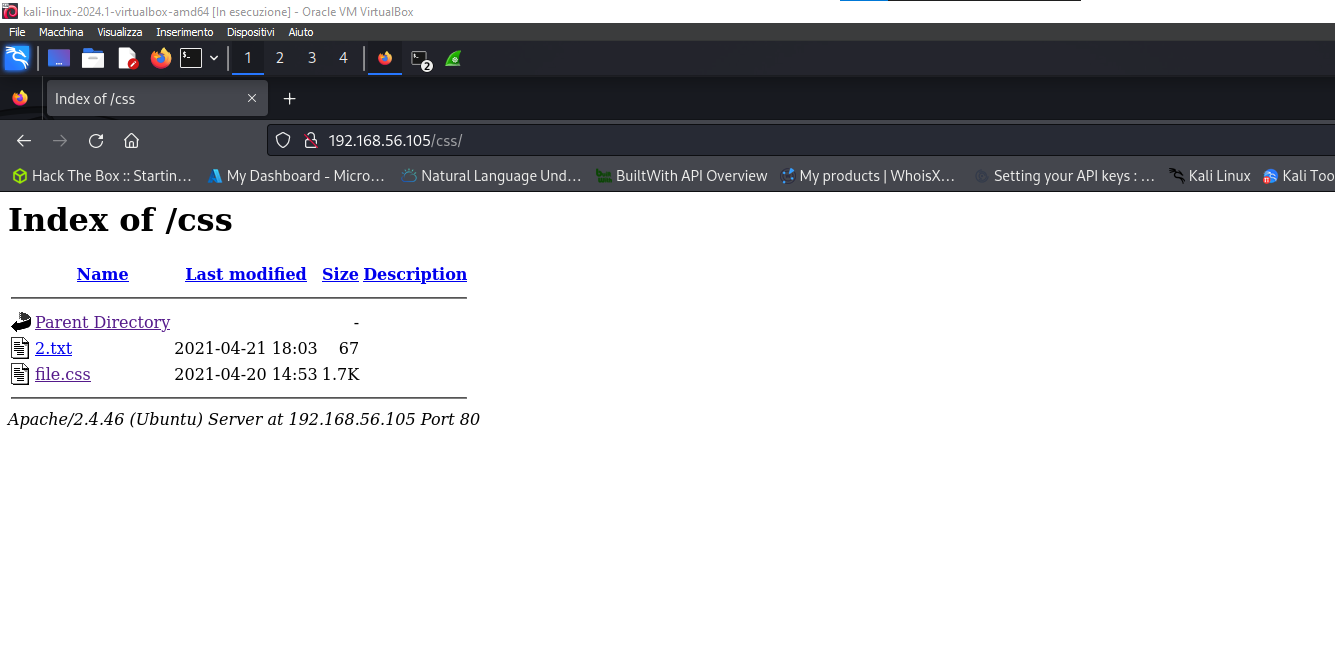 kali-linux-2024.1-virtualbox-amd64 [In esecuzione] - Oracle VM VirtualBox
File Macchina Visualizza Inserimento Dispositivi Aiuto
1 2 3 4 2
Index of /css
192.168.56.105/css/
Hack The Box :: Startin... My Dashboard - Micro... Natural Language Und... BuiltWith API Overview My products | WhoisX... Setting your API keys : ... Kali Linux Kali Too
Index of /css
Name Last modified Size Description
Parent Directory -
2.txt 2021-04-21 18:03 67
file.css 2021-04-20 14:53 1.7K
Apache/2.4.46 (Ubuntu) Server at 192.168.56.105 Port 80